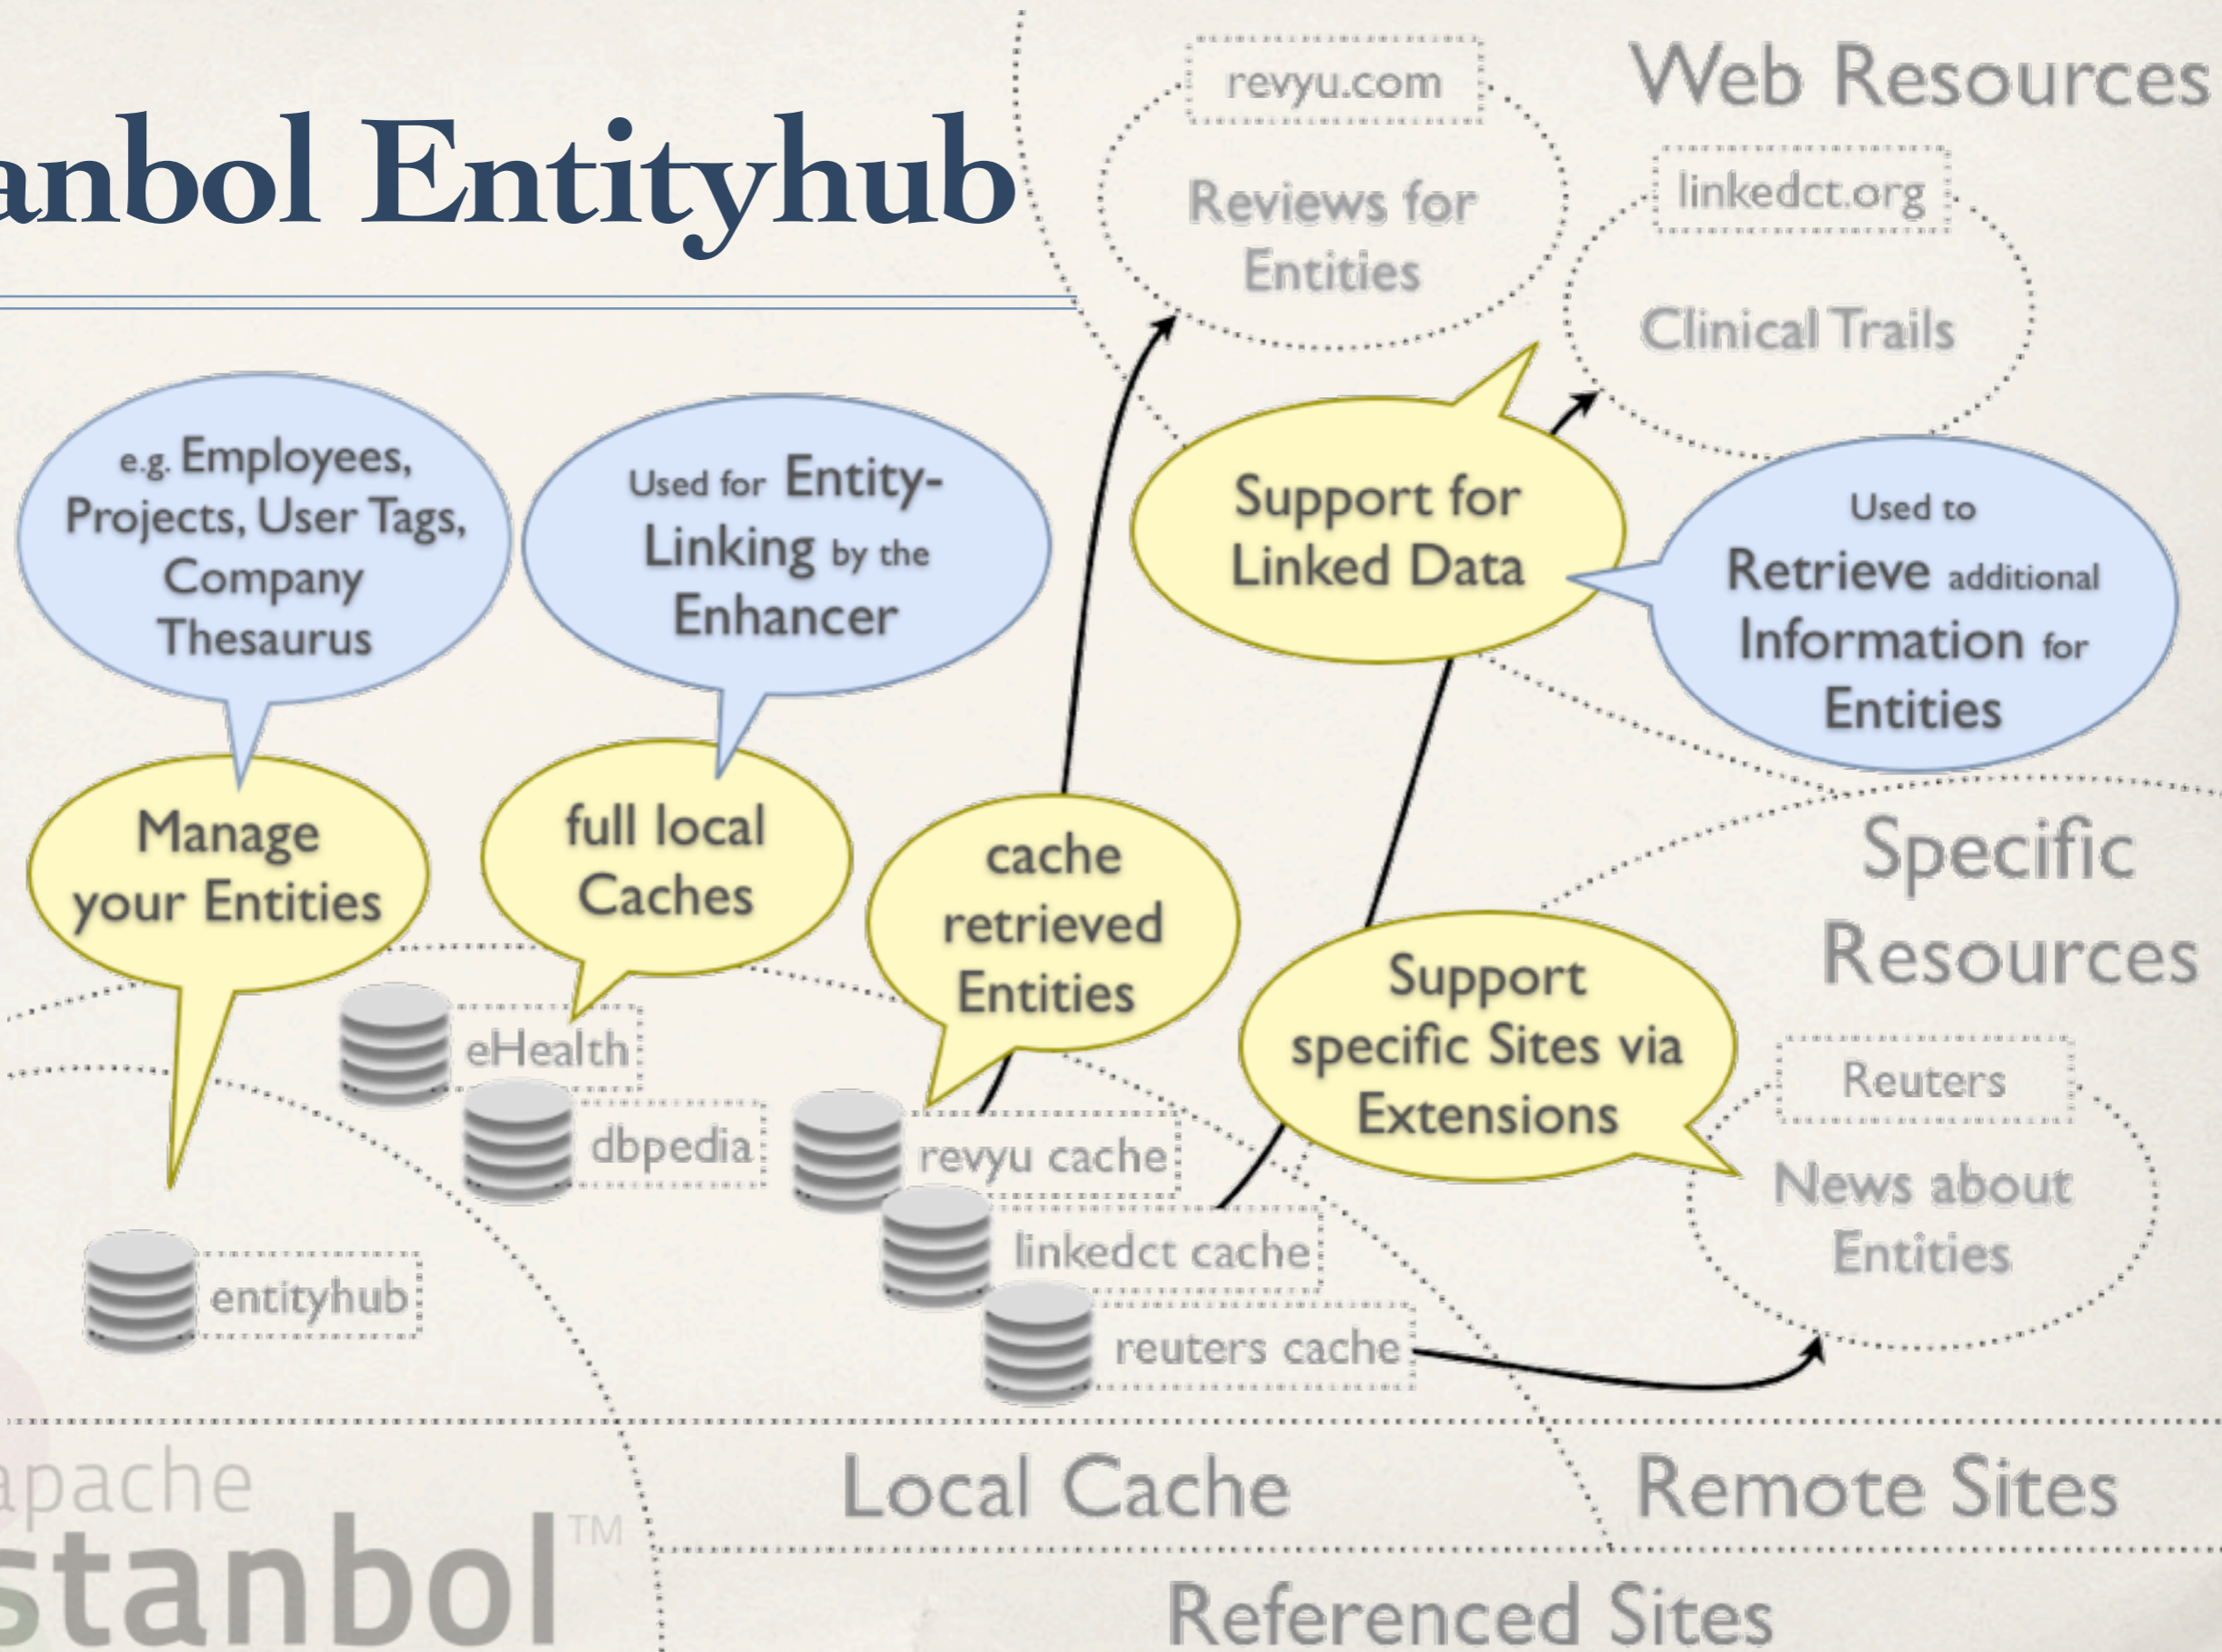 anbol Entityhub
revyu.com
Reviews for
Entities
Web Resources
linkedct.org
Clinical Trails
e.g. Employees,
Projects, User Tags,
Company
Thesaurus
Used for Entity-
Linking by the
Enhancer
Support for
Linked Data
Used to
Retrieve additional
Information for
Entities
Manage
your Entities
full local
Caches
cache
retrieved
Entities
Support
specific Sites via
Extensions
Specific
Resources
Reuters
News about
Entities
eHealth
dbpedia
revyu cache
linkedct cache
reuters cache
entityhub
apache
stanbol™
Local Cache
Remote Sites
Referenced Sites